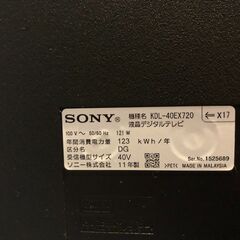 SONY 機種名 KDL-40EX720
液晶デジタルテレビ
⇐ X17
100 V ~ 50/60 Hz 121 W
年間消費電力量 123 kWh/年
区分名 DG
受信機型サイズ 40V
ソニー株式会社 11年製
>PET<
MADE IN MALAYSIA
Ser.No. 1525689